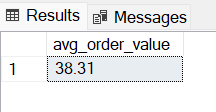 Results Messages
avg_order_value
1 38.31